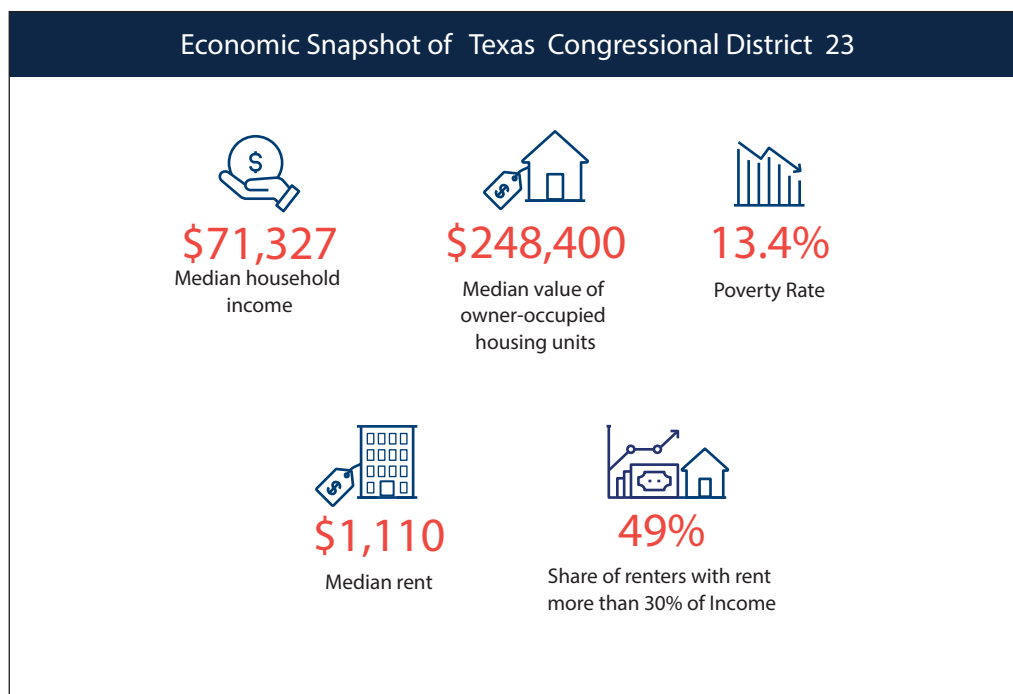 Economic Snapshot of Texas Congressional District 23
$
$71,327
Median household
income
$
$248,400
Median value of
owner-occupied
housing units
13.4%
Poverty Rate
$
$1,110
Median rent
49%
Share of renters with rent
more than 30% of Income